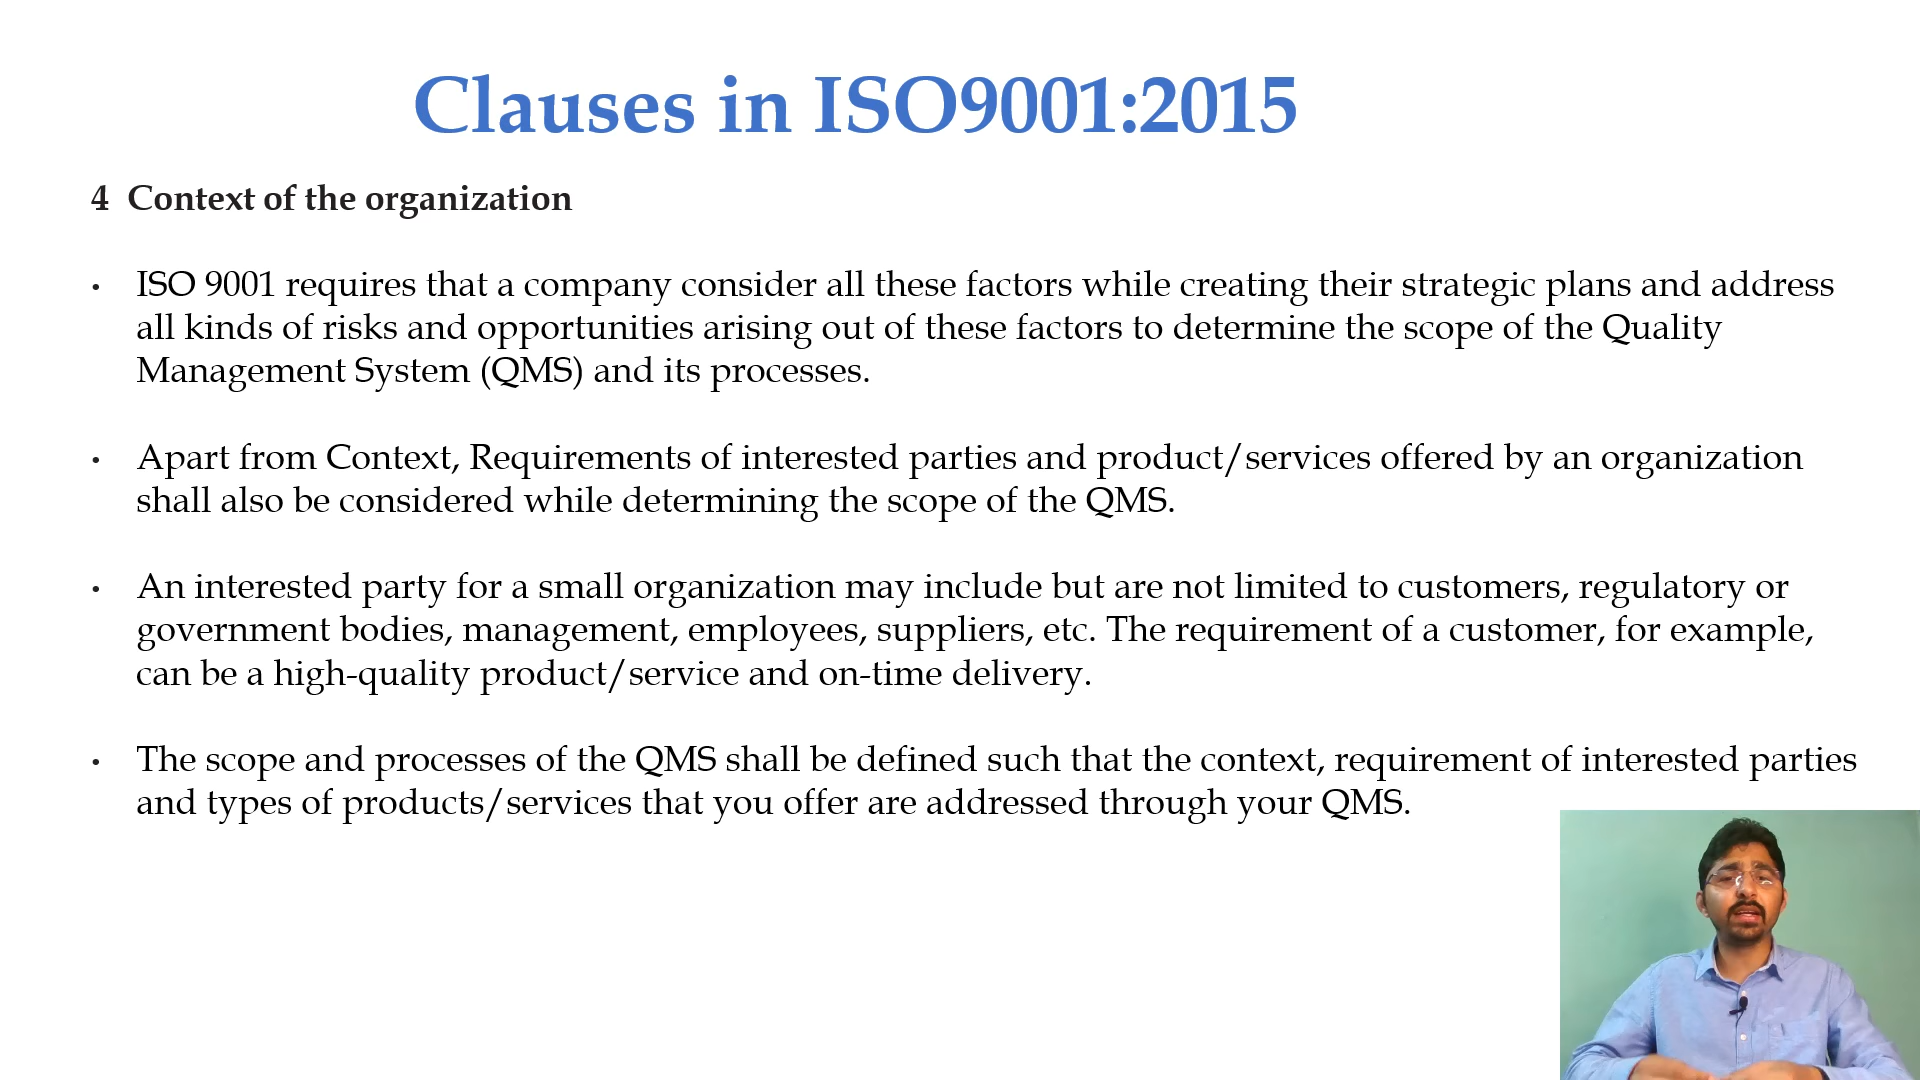 Clauses in ISO9001:2015
4 Context of the organization
• ISO 9001 requires that a company consider all these factors while creating their strategic plans and address
all kinds of risks and opportunities arising out of these factors to determine the scope of the Quality
Management System (QMS) and its processes.
• Apart from Context, Requirements of interested parties and product/services offered by an organization
shall also be considered while determining the scope of the QMS.
• An interested party for a small organization may include but are not limited to customers, regulatory or
government bodies, management, employees, suppliers, etc. The requirement of a customer, for example,
can be a high-quality product/service and on-time delivery.
• The scope and processes of the QMS shall be defined such that the context, requirement of interested parties
and types of products/services that you offer are addressed through your QMS.